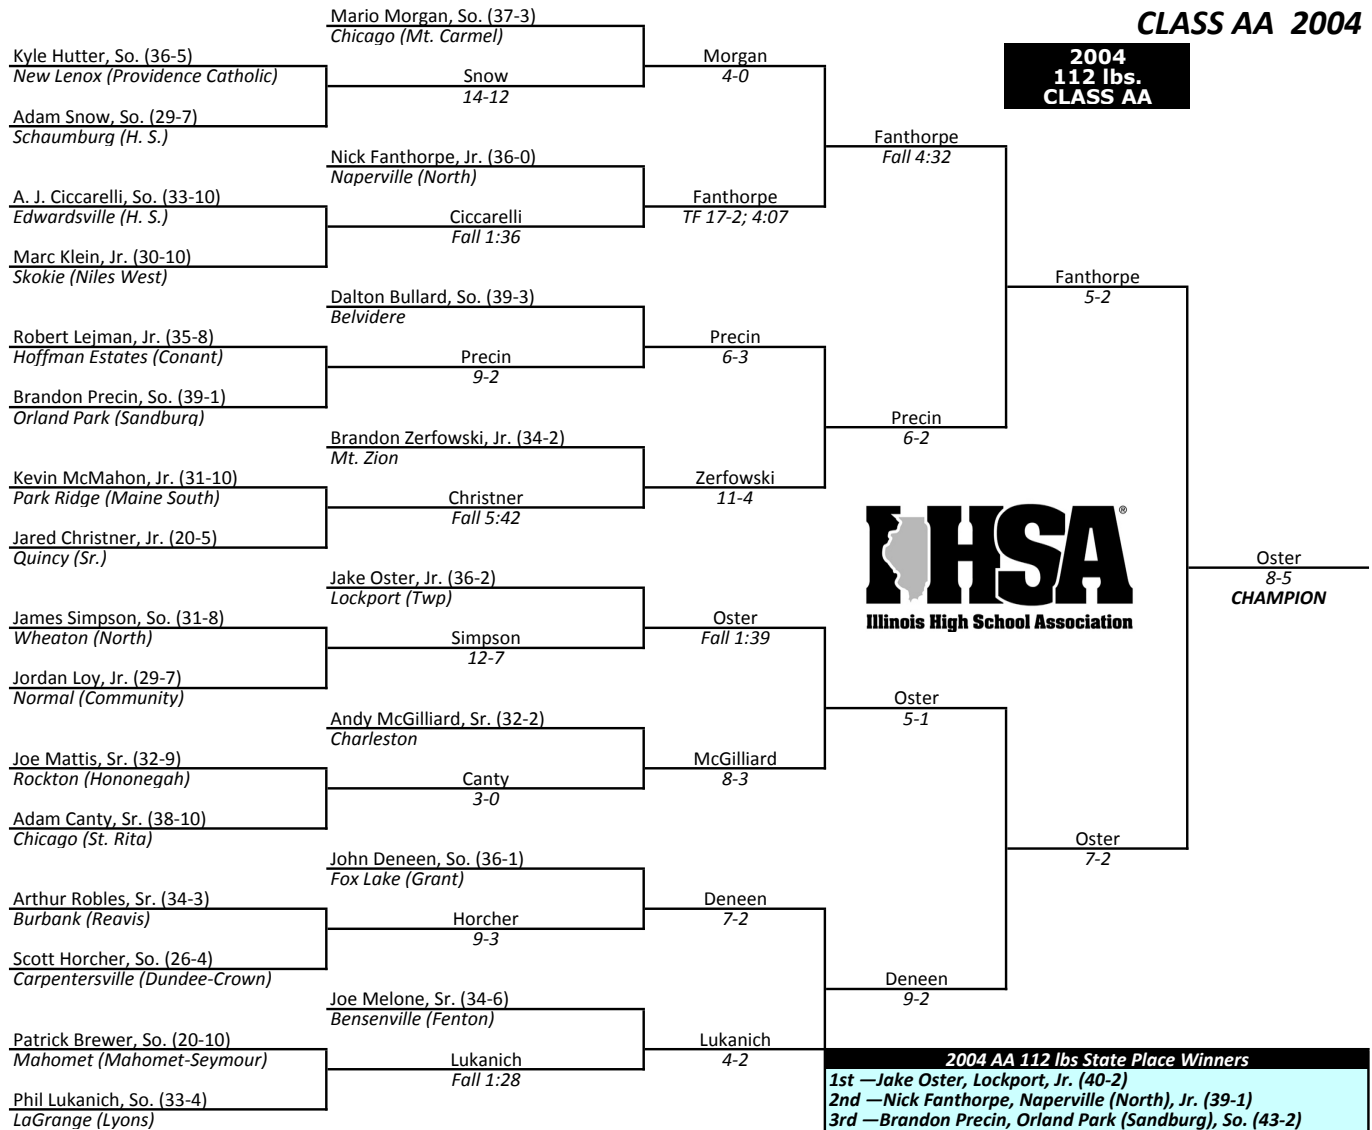 CLASS AA 2004
2004
112 lbs.
CLASS AA
Kyle Hutter, So. (36-5)
New Lenox (Providence Catholic)
Adam Snow, So. (29-7)
Schaumburg (H. S.)
A. J. Ciccarelli, So. (33-10)
Edwardsville (H. S.)
Marc Klein, Jr. (30-10)
Skokie (Niles West)
Robert Lejman, Jr. (35-8)
Hoffman Estates (Conant)
Brandon Precin, So. (39-1)
Orland Park (Sandburg)
Kevin McMahon, Jr. (31-10)
Park Ridge (Maine South)
Jared Christner, Jr. (20-5)
Quincy (Sr.)
James Simpson, So. (31-8)
Wheaton (North)
Jordan Loy, Jr. (29-7)
Normal (Community)
Joe Mattis, Sr. (32-9)
Rockton (Hononegah)
Adam Canty, Sr. (38-10)
Chicago (St. Rita)
Arthur Robles, Sr. (34-3)
Burbank (Reavis)
Scott Horcher, So. (26-4)
Carpentersville (Dundee-Crown)
Patrick Brewer, So. (20-10)
Mahomet (Mahomet-Seymour)
Phil Lukanich, So. (33-4)
LaGrange (Lyons)
Mario Morgan, So. (37-3)
Chicago (Mt. Carmel)
Snow
14-12
Nick Fanthorpe, Jr. (36-0)
Naperville (North)
Ciccarelli
Fall 1:36
Dalton Bullard, So. (39-3)
Belvidere
Precin
9-2
Brandon Zerfowski, Jr. (34-2)
Mt. Zion
Christner
Fall 5:42
Jake Oster, Jr. (36-2)
Lockport (Twp)
Simpson
12-7
Andy McGilliard, Sr. (32-2)
Charleston
Canty
3-0
John Deneen, So. (36-1)
Fox Lake (Grant)
Horcher
9-3
Joe Melone, Sr. (34-6)
Bensenville (Fenton)
Lukanich
Fall 1:28
Morgan
4-0
Fanthorpe
TF 17-2; 4:07
Precin
6-3
Zerfowski
11-4
Oster
Fall 1:39
McGilliard
8-3
Deneen
7-2
Lukanich
4-2
Fanthorpe
Fall 4:32
Precin
6-2
Oster
5-1
Deneen
9-2
Fanthorpe
5-2
Oster
7-2
Oster
8-5
CHAMPION
IHSA®
Illinois High School Association
2004 AA 112 lbs State Place Winners
1st —Jake Oster, Lockport, Jr. (40-2)
2nd —Nick Fanthorpe, Naperville (North), Jr. (39-1)
3rd —Brandon Precin, Orland Park (Sandburg), So. (43-2)